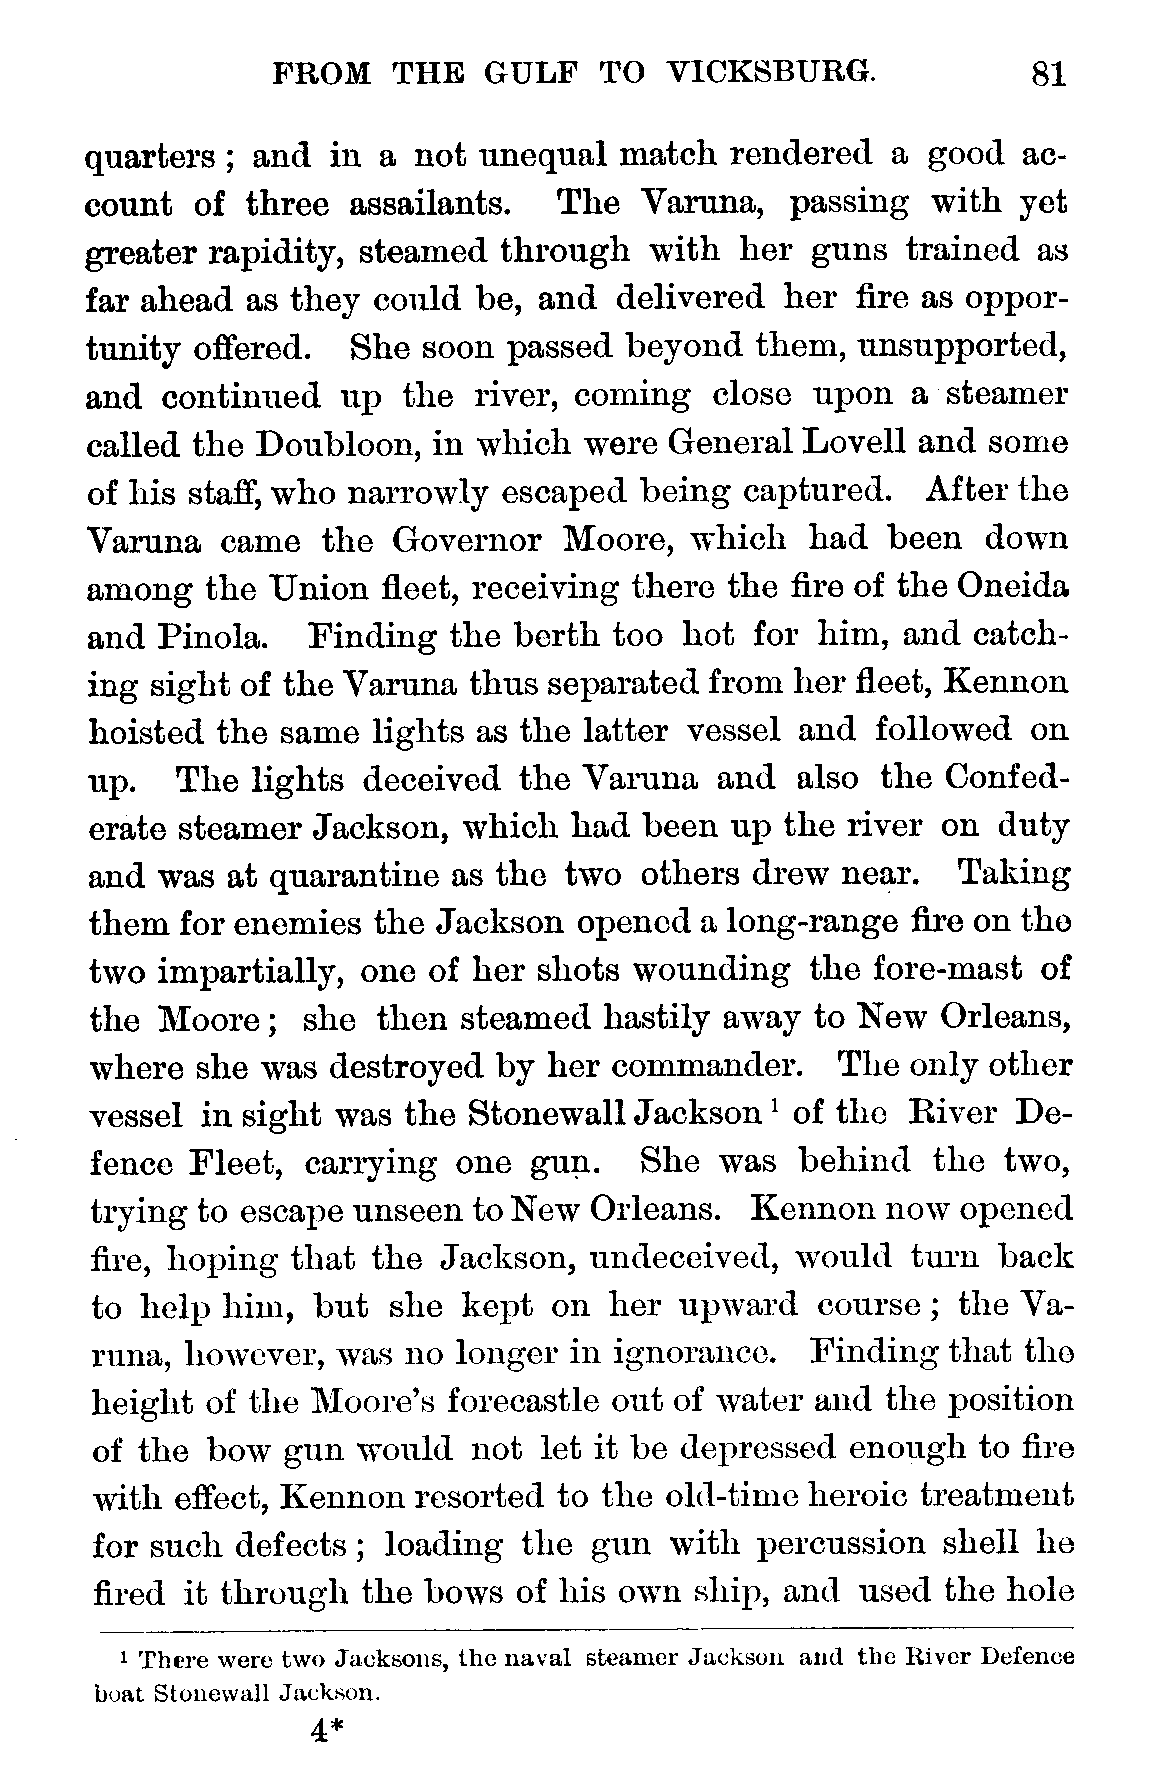 FROM THE GULF TO VICKSBURG. 81
quarters ; and in a not unequal match rendered a good ac-
count of three assailants. The Varuna, passing with yet
greater rapidity, steamed through with her guns trained as
far ahead as they could be, and delivered her fire as oppor-
tunity offered. She soon passed beyond them, unsupported,
and continued up the river, coming close upon a steamer
called the Doubloon, in which were General Lovell and some
of his staff, who narrowly escaped being captured. After the
Varuna came the Governor Moore, which had been down
among the Union fleet, receiving there the fire of the Oneida
and Pinola. Finding the berth too hot for him, and catch-
ing sight of the Varuna thus separated from her fleet, Kennon
hoisted the same lights as the latter vessel and followed on
up. The lights deceived the Varuna and also the Confed-
erate steamer Jackson, which had been up the river on duty
and was at quarantine as the two others drew near. Taking
them for enemies the Jackson opened a long-range fire on the
two impartially, one of her shots wounding the fore-mast of
the Moore ; she then steamed hastily away to New Orleans,
where she was destroyed by her commander. The only other
vessel in sight was the Stonewall Jackson ¹ of the River De-
fence Fleet, carrying one gun. She was behind the two,
trying to escape unseen to New Orleans. Kennon now opened
fire, hoping that the Jackson, undeceived, would turn back
to help him, but she kept on her upward course ; the Va-
runa, however, was no longer in ignorance. Finding that the
height of the Moore's forecastle out of water and the position
of the bow gun would not let it be depressed enough to fire
with effect, Kennon resorted to the old-time heroic treatment
for such defects ; loading the gun with percussion shell he
fired it through the bows of his own ship, and used the hole
¹ There were two Jacksons, the naval steamer Jackson and the River Defence
boat Stonewall Jackson.
4*